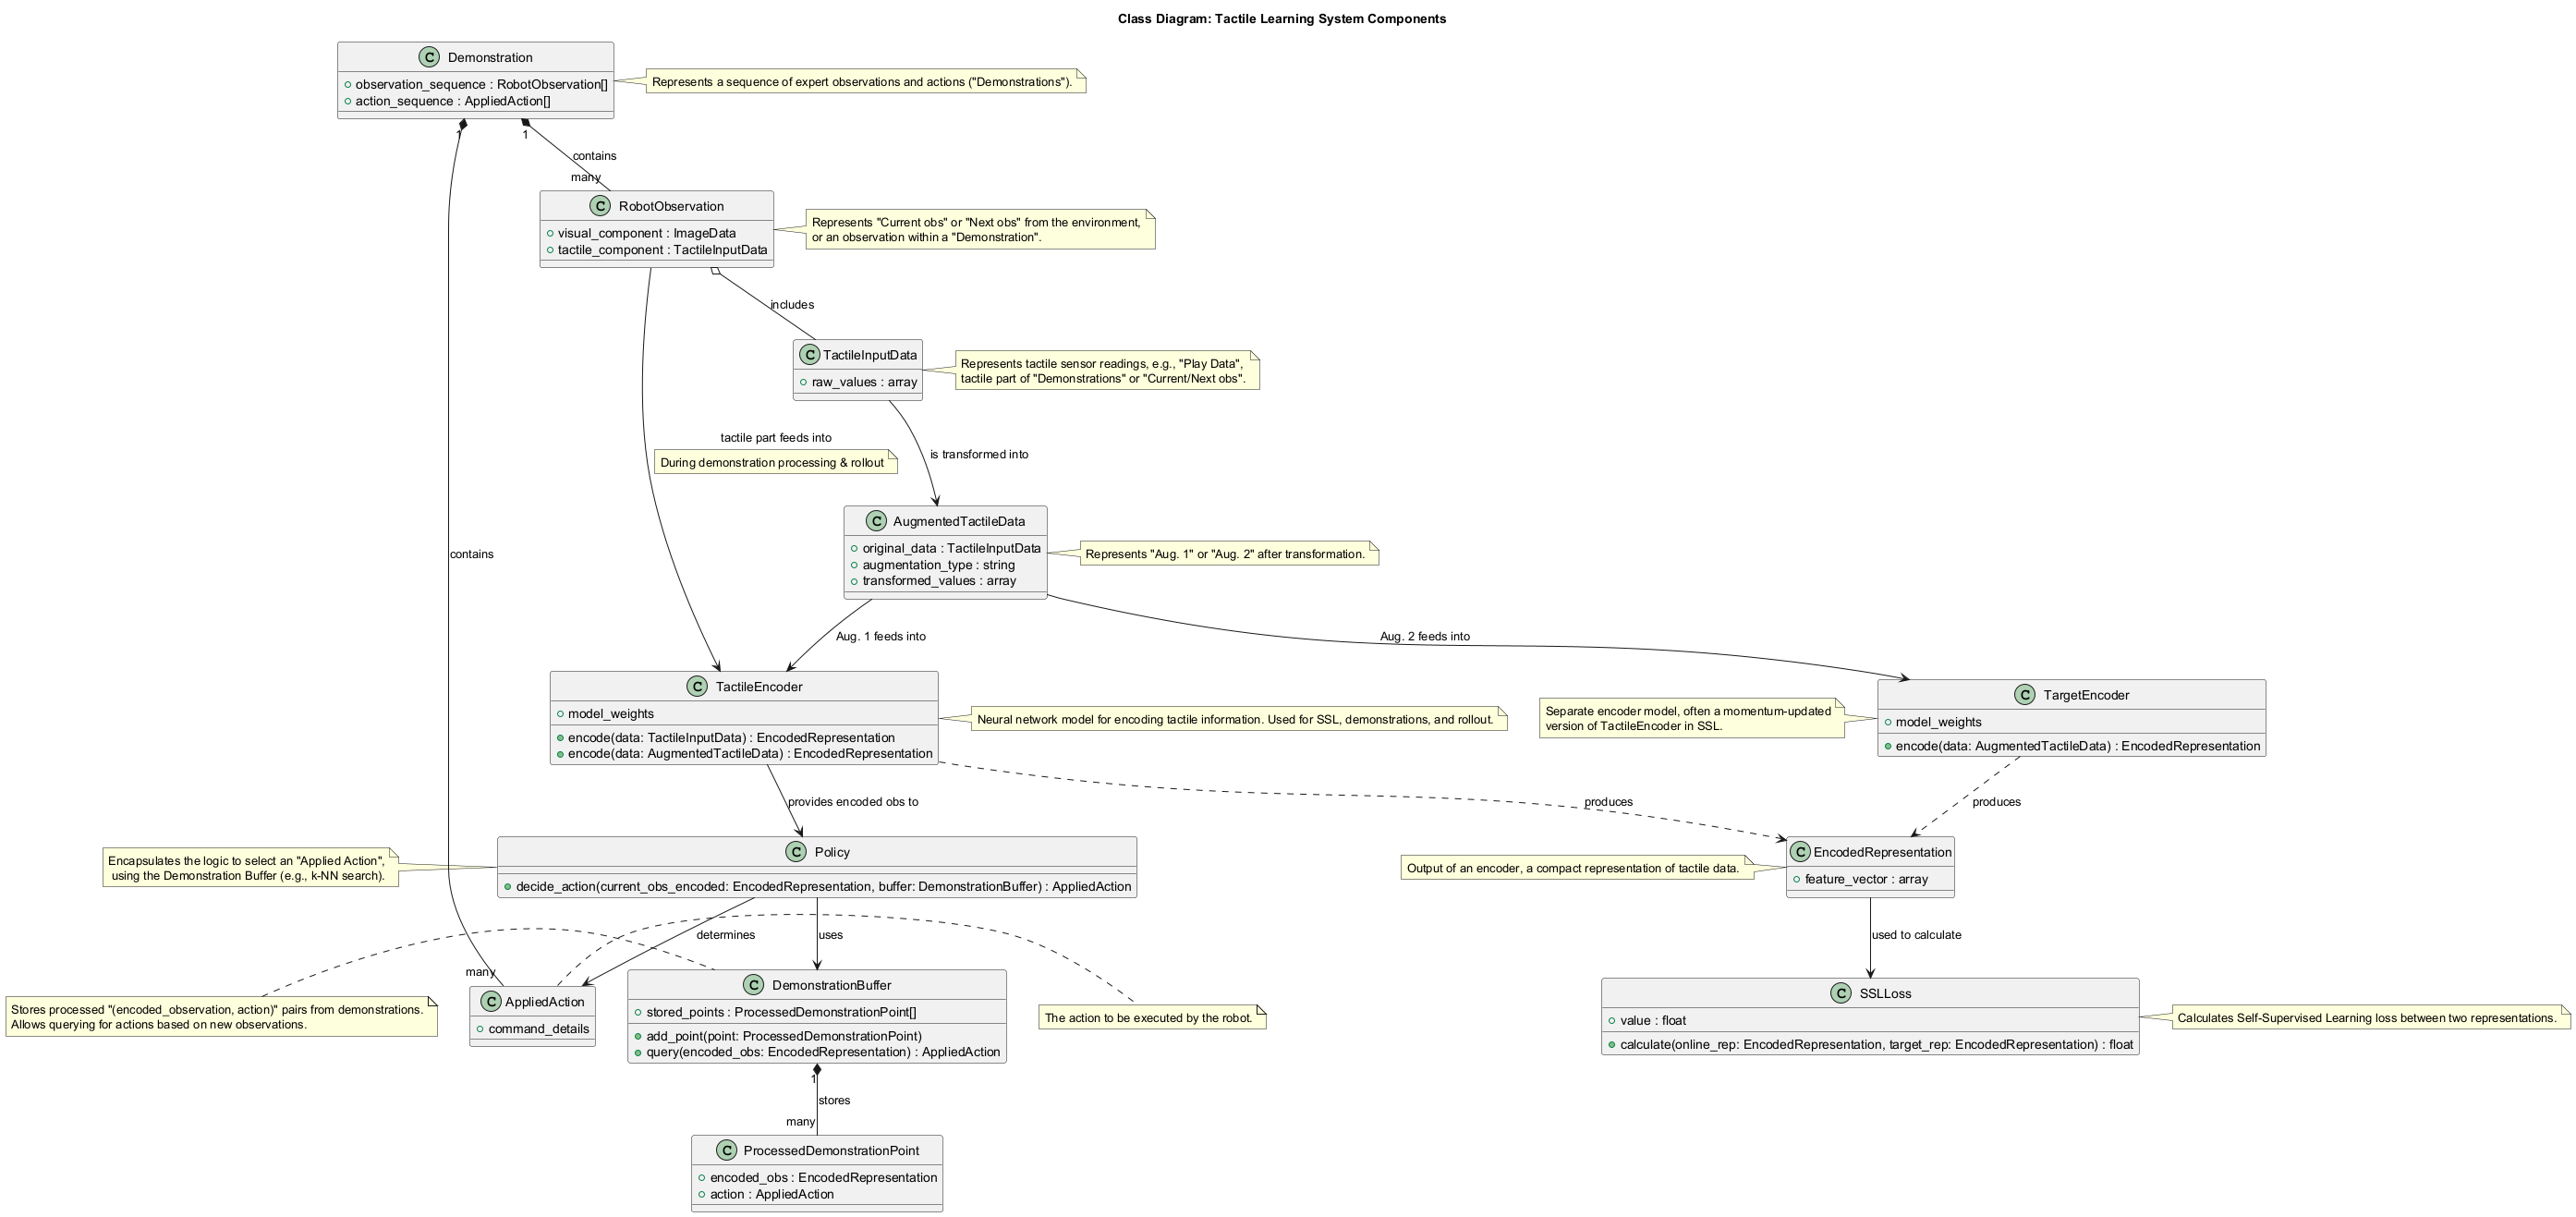 Class Diagram: Tactile Learning System Components
C Demonstration
observation_sequence : RobotObservation[]
action_sequence : AppliedAction[]
Represents a sequence of expert observations and actions ("Demonstrations").
1
1
contains
many
C RobotObservation
visual_component : ImageData
tactile_component : TactileInputData
Represents "Current obs" or "Next obs" from the environment,
or an observation within a "Demonstration".
includes
C TactileInputData
raw_values : array
Represents tactile sensor readings, e.g., "Play Data",
tactile part of "Demonstrations" or "Current/Next obs".
tactile part feeds into
During demonstration processing & rollout
is transformed into
C AugmentedTactileData
original_data : TactileInputData
augmentation_type : string
transformed_values : array
Represents "Aug. 1" or "Aug. 2" after transformation.
contains
Aug. 1 feeds into
Aug. 2 feeds into
C TactileEncoder
model_weights
encode(data: TactileInputData) : EncodedRepresentation
encode(data: AugmentedTactileData) : EncodedRepresentation
Neural network model for encoding tactile information. Used for SSL, demonstrations, and rollout.
Separate encoder model, often a momentum-updated
version of TactileEncoder in SSL.
C TargetEncoder
model_weights
encode(data: AugmentedTactileData) : EncodedRepresentation
provides encoded obs to
produces
produces
Encapsulates the logic to select an "Applied Action",
using the Demonstration Buffer (e.g., k-NN search).
C Policy
decide_action(current_obs_encoded: EncodedRepresentation, buffer: DemonstrationBuffer) : AppliedAction
Output of an encoder, a compact representation of tactile data.
C EncodedRepresentation
feature_vector : array
determines
uses
used to calculate
many
Stores processed "(encoded_observation, action)" pairs from demonstrations.
Allows querying for actions based on new observations.
C AppliedAction
command_details
C DemonstrationBuffer
stored_points : ProcessedDemonstrationPoint[]
add_point(point: ProcessedDemonstrationPoint)
query(encoded_obs: EncodedRepresentation) : AppliedAction
The action to be executed by the robot.
C SSLLoss
value : float
calculate(online_rep: EncodedRepresentation, target_rep: EncodedRepresentation) : float
Calculates Self-Supervised Learning loss between two representations.
1
stores
many
C ProcessedDemonstrationPoint
encoded_obs : EncodedRepresentation
action : AppliedAction